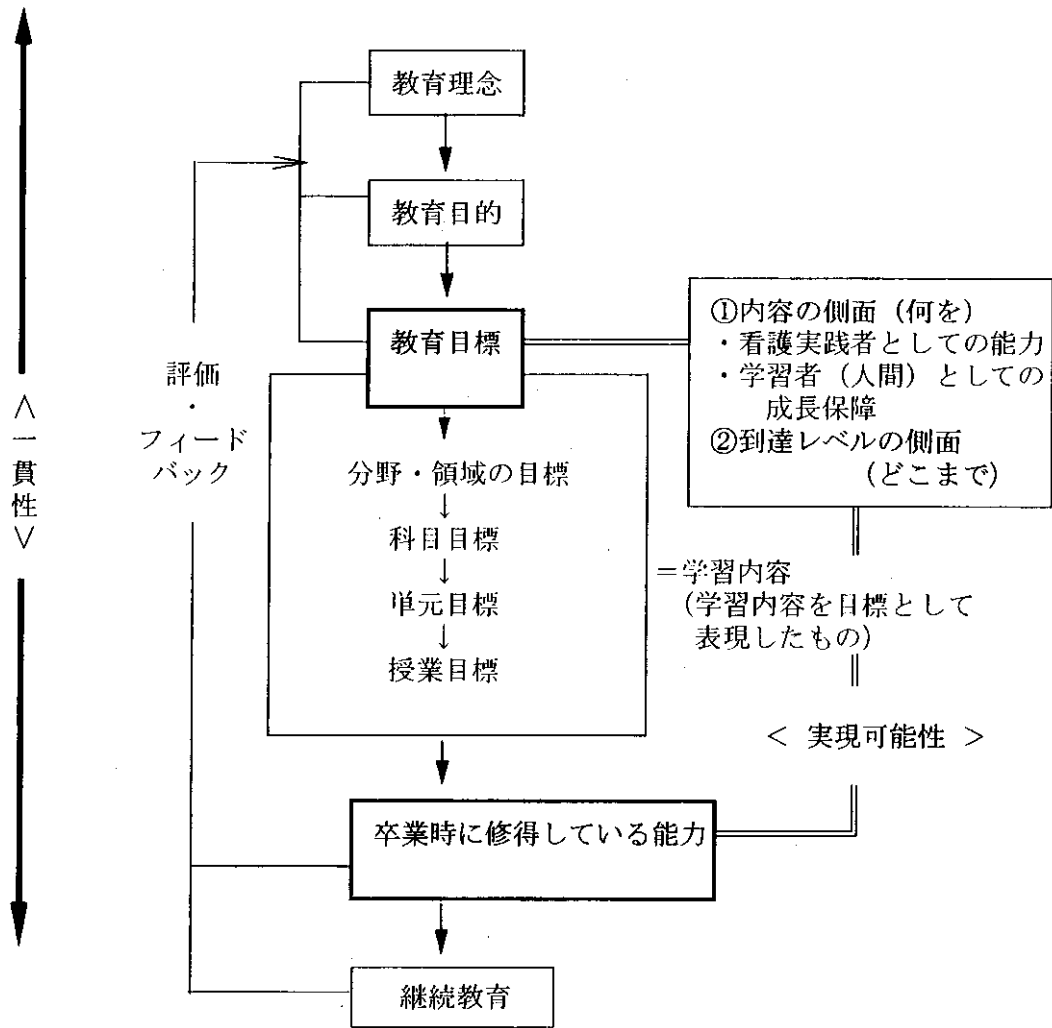 教育理念
教育目的
教育目標
①内容の側面（何を）
・看護実践者としての能力
・学習者（人間）としての
成長保障
②到達レベルの側面
（どこまで）
評価
・
フィード
バック
＜一貫性＞
分野・領域の目標
↓
科目目標
↓
単元目標
↓
授業目標
＝学習内容
（学習内容を目標として
表現したもの）
＜ 実現可能性 ＞
卒業時に修得している能力
継続教育